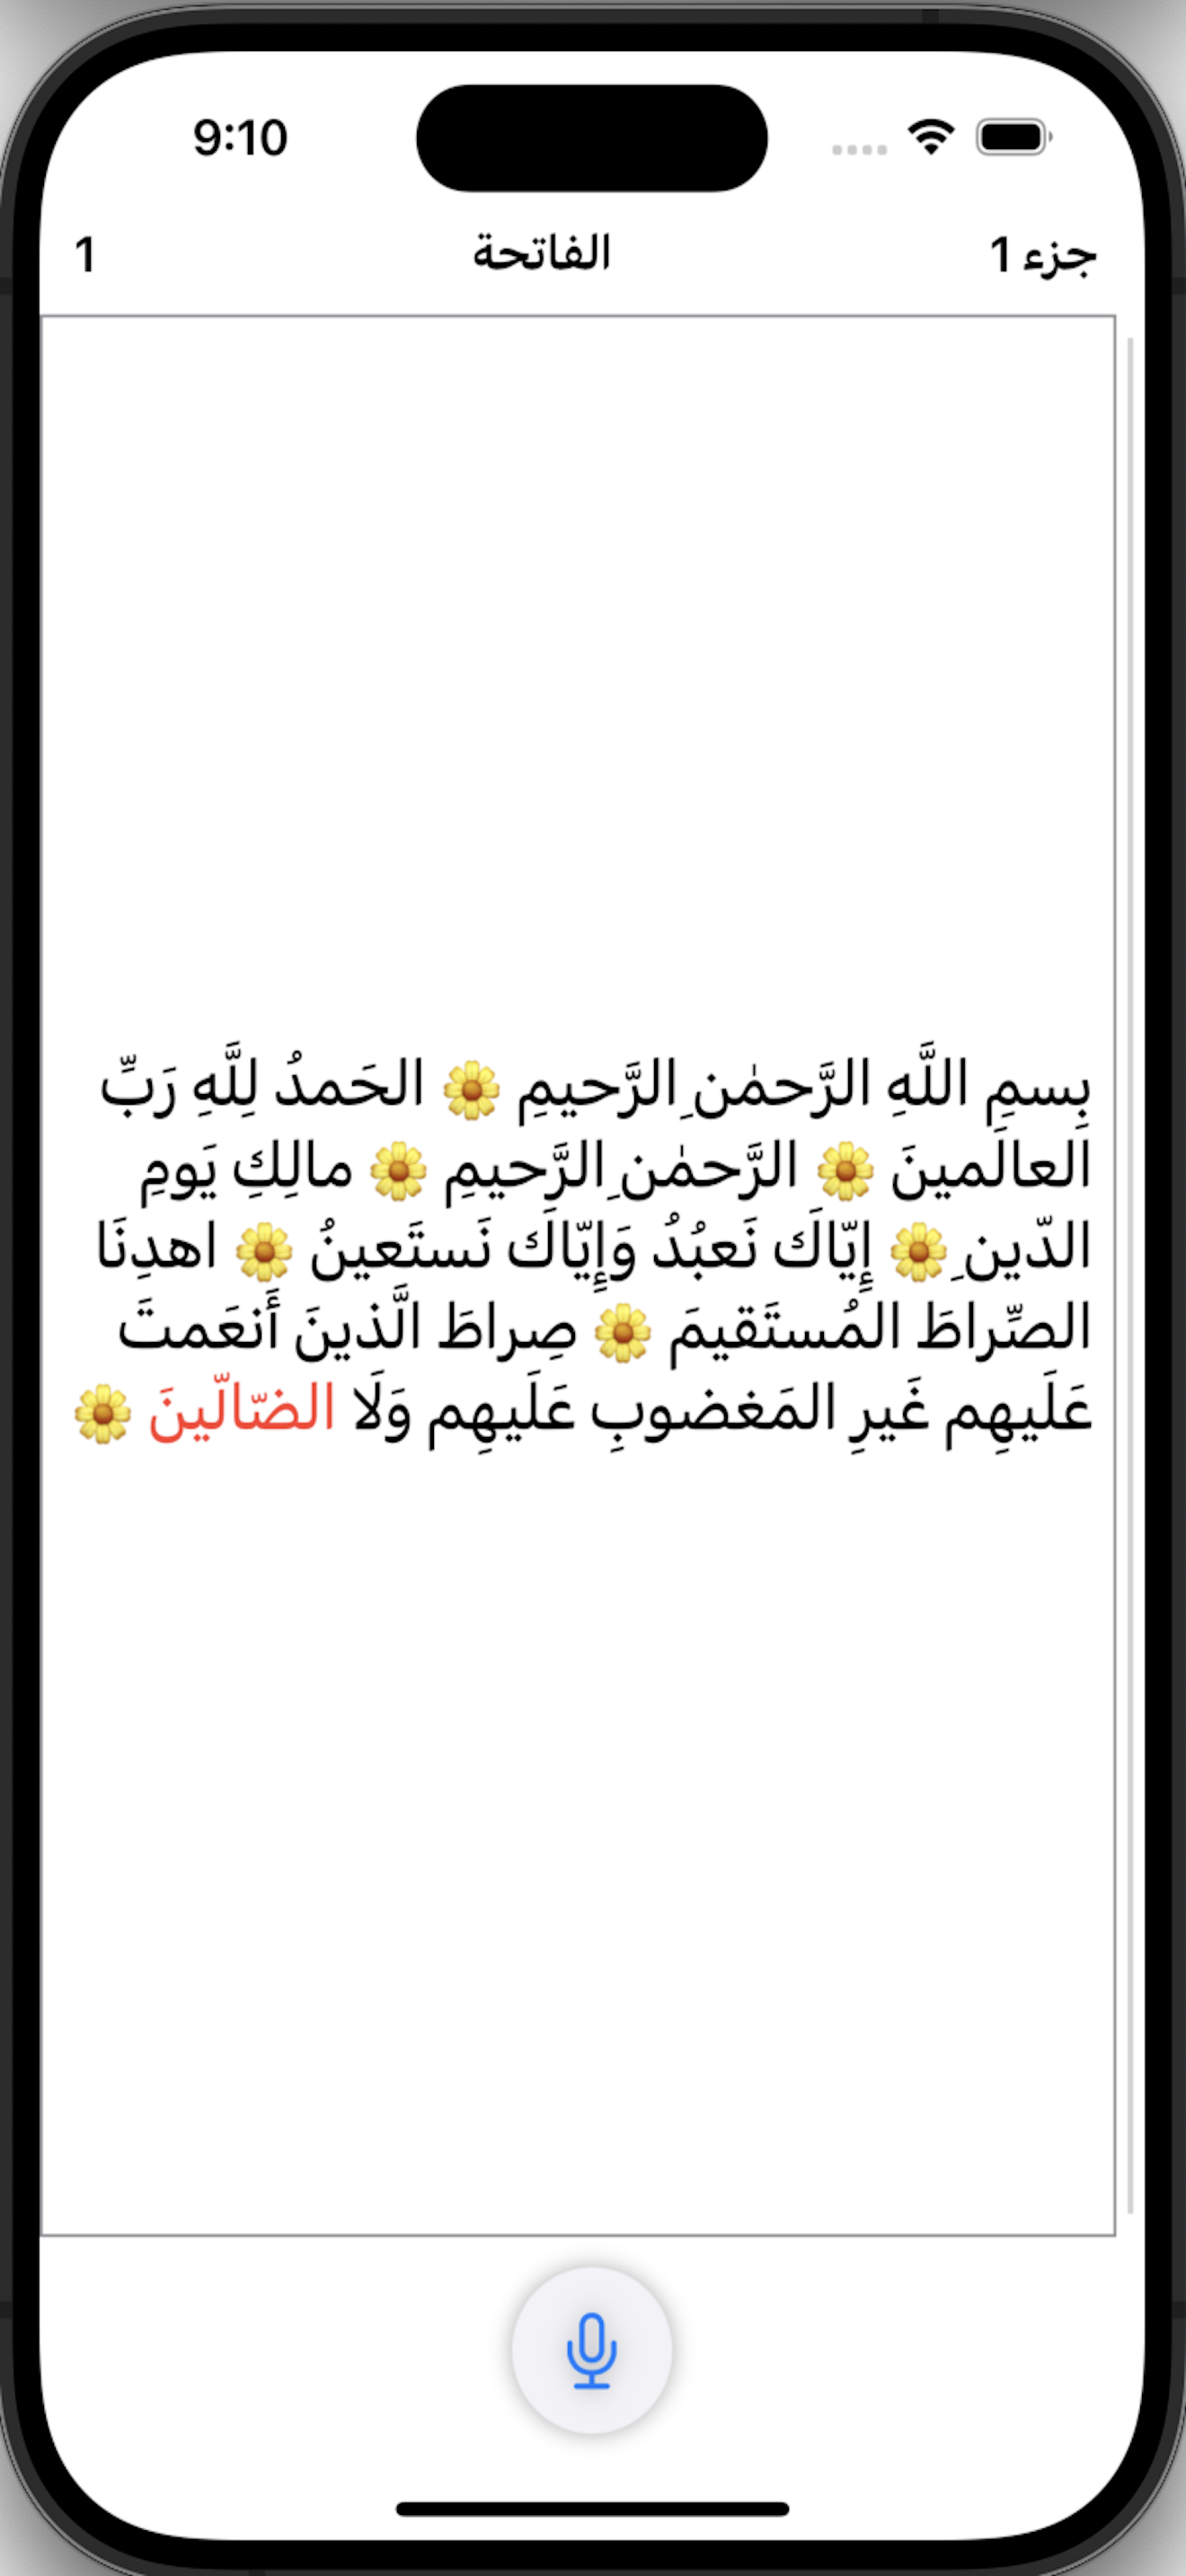 9:10
جزء 1 الفاتحة 1
بِسمِ اللَّهِ الرَّحمٰنِ الرَّحيمِ 🌼 الحَمدُ لِلَّهِ رَبِّ
العالَمينَ 🌼 الرَّحمٰنِ الرَّحيمِ 🌼 مالِكِ يَومِ
الدّينِ 🌼 إِيّاكَ نَعبُدُ وَإِيّاكَ نَستَعينُ 🌼 اهدِنَا
الصِّراطَ المُستَقيمَ 🌼 صِراطَ الَّذينَ أَنعَمتَ
عَلَيهِم غَيرِ المَغضوبِ عَلَيهِم وَلَا الضّالّينَ 🌼